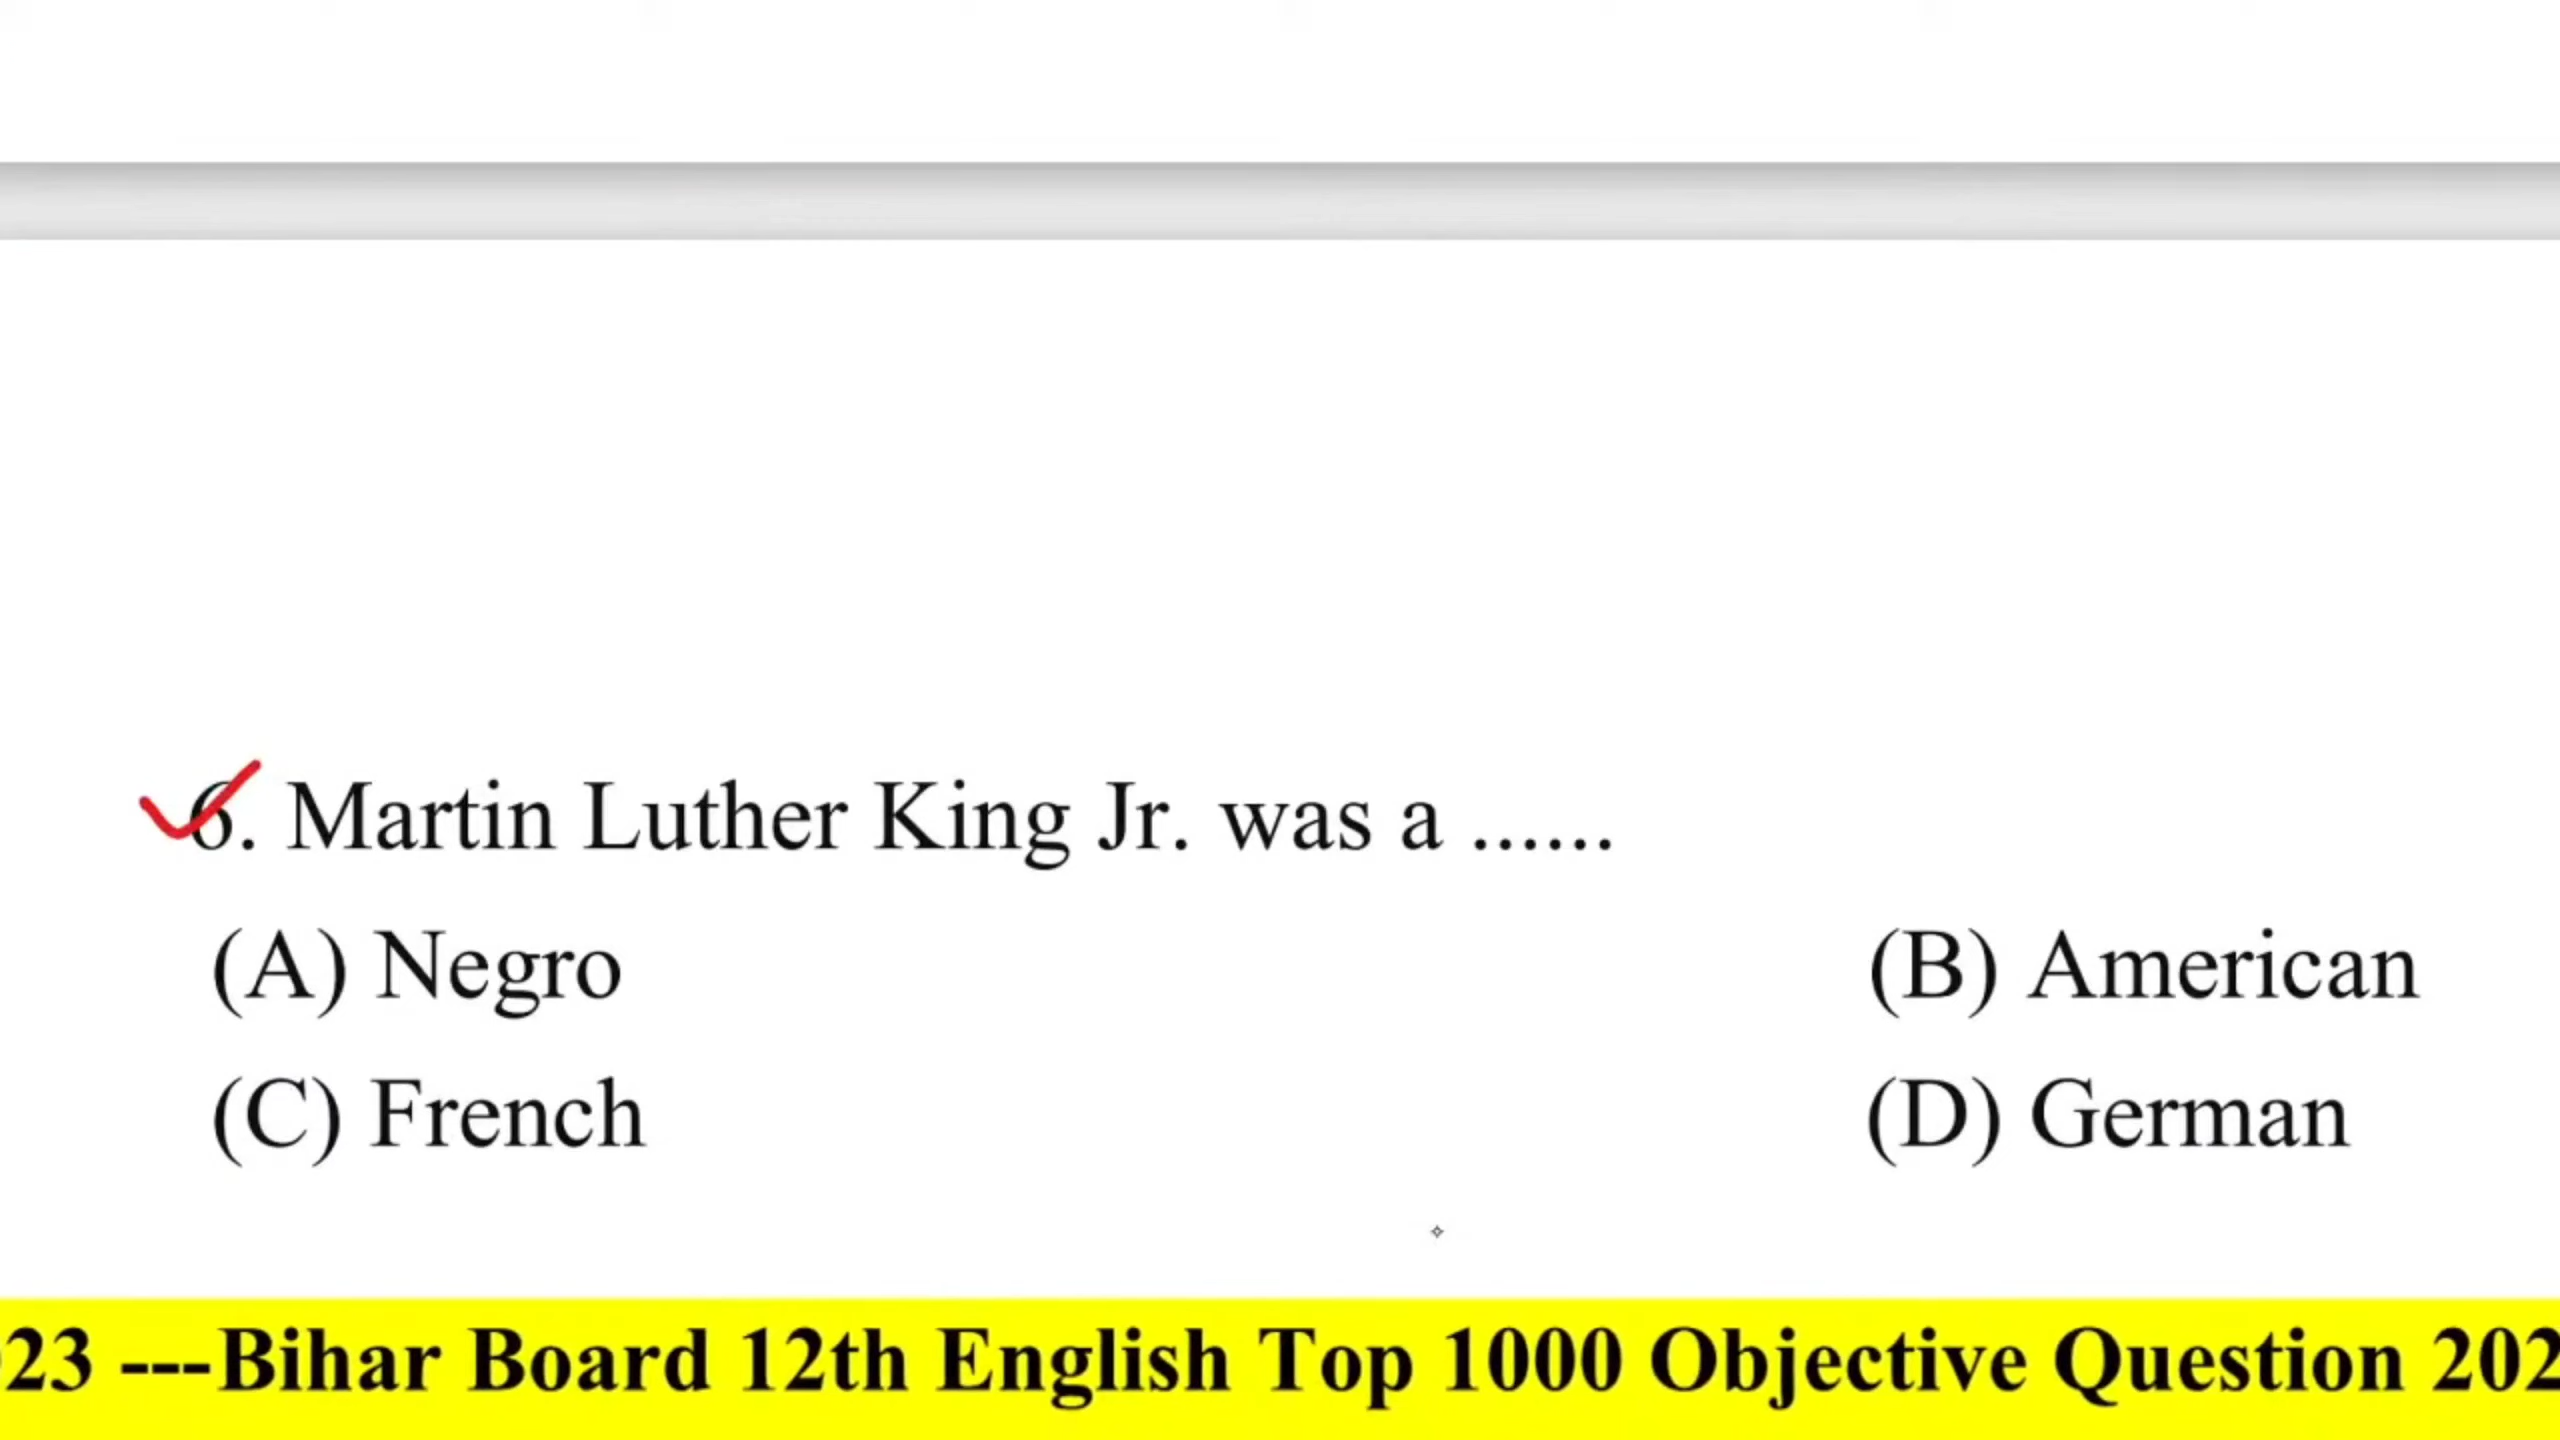 6. Martin Luther King Jr. was a ......
(A) Negro (B) American
(C) French (D) German
23 ---Bihar Board 12th English Top 1000 Objective Question 202